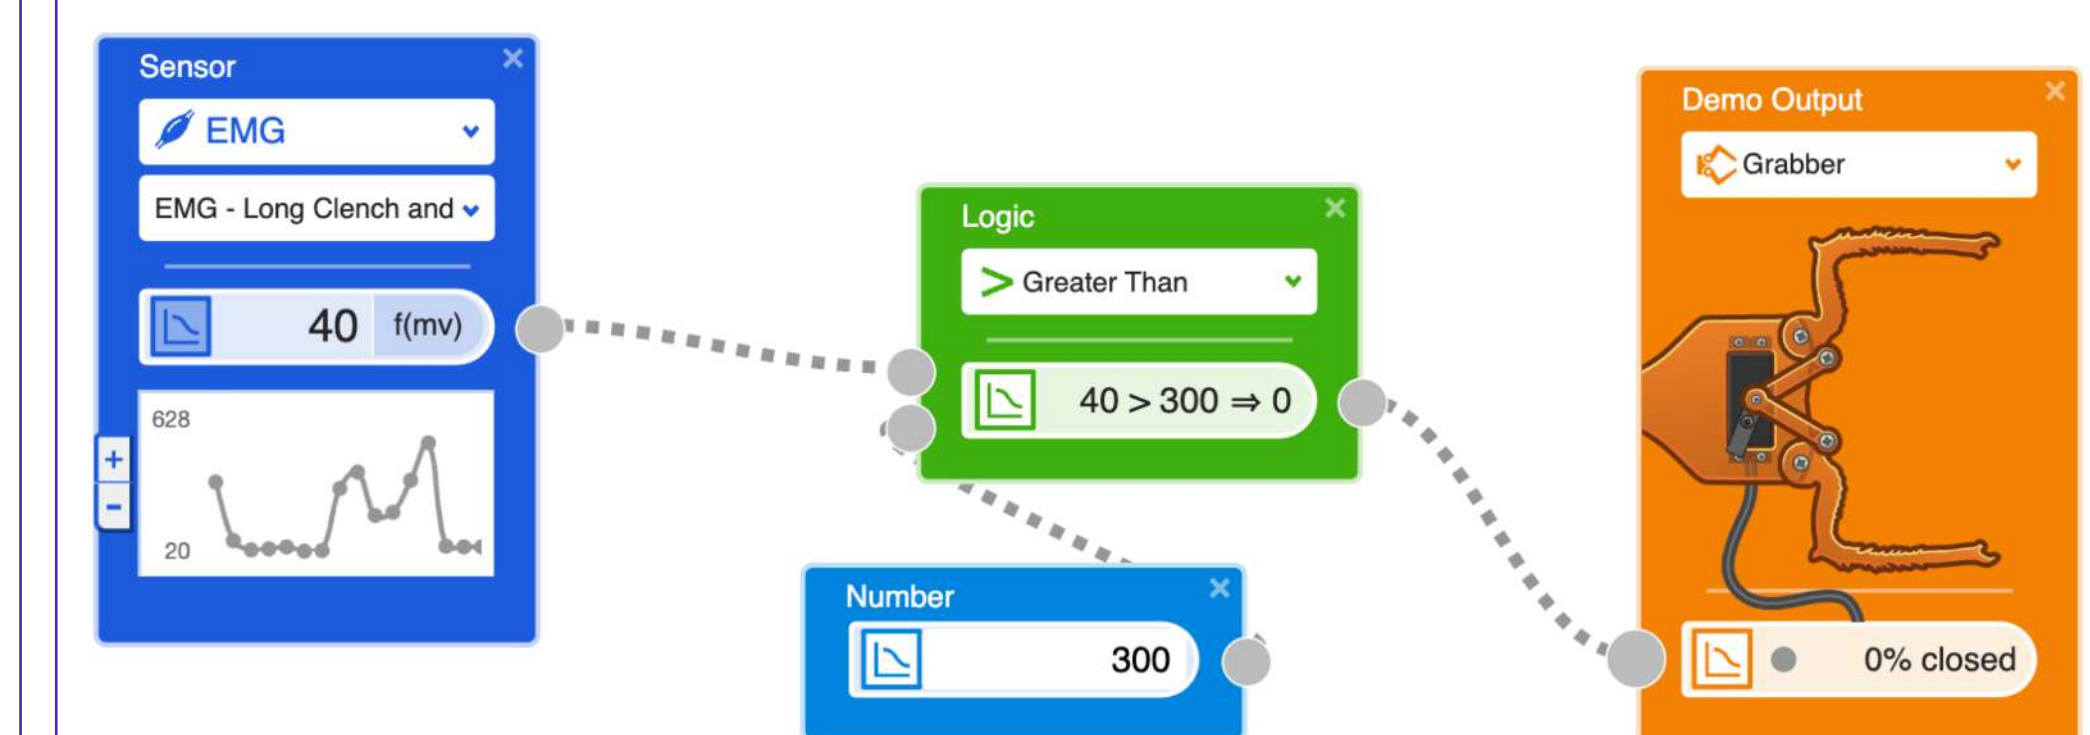 Sensor
EMG
EMG - Long Clench and
40 f(mv)
628
20
+
-
Logic
> Greater Than
40 > 300 ⇒ 0
Number
300
Demo Output
Grabber
0% closed